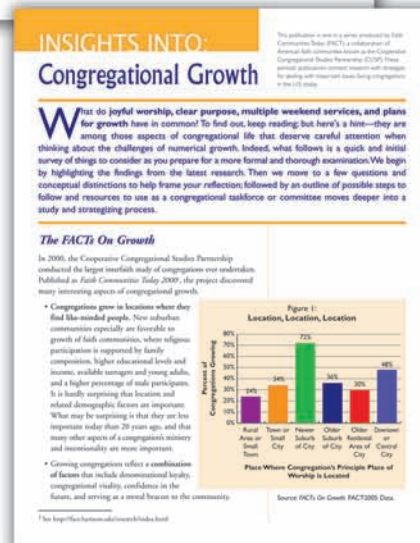 INSIGHTS INTO:
Congregational Growth
This publication is one in a series produced by Faith
Communities Today (FACT), a collaboration of
American faith communities known as the Cooperative
Congregational Studies Partnership (CCSP). These
periodic publications connect research with strategies
for dealing with important issues facing congregations
in the U.S. today.
What do joyful worship, clear purpose, multiple weekend services, and plans
for growth have in common? To find out, keep reading; but here's a hint—they are
among those aspects of congregational life that deserve careful attention when
thinking about the challenges of numerical growth. Indeed, what follows is a quick and initial
survey of things to consider as you prepare for a more formal and thorough examination. We begin
by highlighting the findings from the latest research. Then we move to a few questions and
conceptual distinctions to help frame your reflection; followed by an outline of possible steps to
follow and resources to use as a congregational taskforce or committee moves deeper into a
study and strategizing process.
The FACTs On Growth
In 2000, the Cooperative Congregational Studies Partnership
conducted the largest interfaith study of congregations ever undertaken.
Published as Faith Communities Today 2000¹, the project discovered
many interesting aspects of congregational growth.
• Congregations grow in locations where they
find like-minded people. New suburban
communities especially are favorable to
growth of faith communities, where religious
participation is supported by family
composition, higher educational levels and
income, available teenagers and young adults,
and a higher percentage of male participants.
It is hardly surprising that location and
related demographic factors are important.
What may be surprising is that they are less
important today than 20 years ago, and that
many other aspects of a congregation's ministry
and intentionality are more important.
• Growing congregations reflect a combination
of factors that include denominational loyalty,
congregational vitality, confidence in the
future, and serving as a moral beacon to the community.
Figure 1:
Location, Location, Location
Percent of
Congregations Growing
80%
70%
60%
50%
40%
30%
20%
10%
0%
24%
34%
72%
36%
30%
48%
Rural Area or Small Town
Town or Small City
Newer Suburb of City
Older Suburb of City
Older Residential Area of City
Downtown or Central City
Place Where Congregation's Principle Place of
Worship is Located
Source: FACTs On Growth: FACT2005 Data.